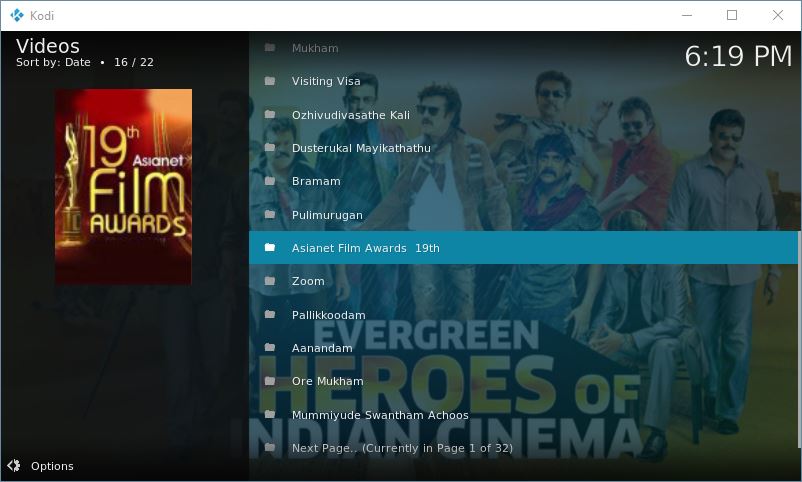 Kodi
Videos
Sort by: Date • 16 / 22
6:19 PM
19th
Asianet
Film
AWARDS
Mukham
Visiting Visa
Ozhivudivasathe Kali
Dusterukal Mayikathathu
Bramam
Pulimurugan
Asianet Film Awards  19th
Zoom
Pallikkoodam
Aanandam
Ore Mukham
Mummiyude Swantham Achoos
Next Page.. (Currently in Page 1 of 32)
EVERGREEN
HEROES OF
INDIAN CINEMA
Options